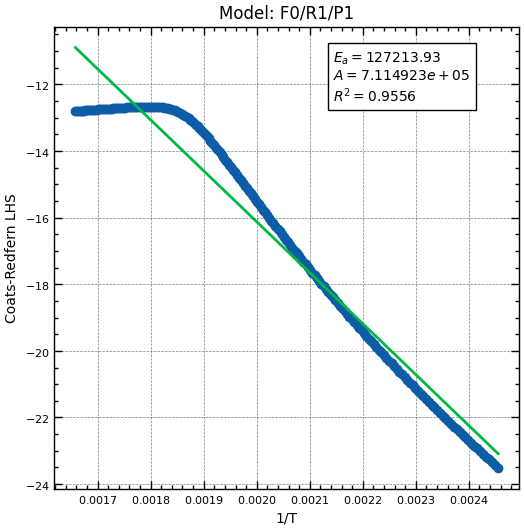 Model: F0/R1/P1
E_a = 127213.93
A = 7.114923e + 05
R² = 0.9556
−12
−14
−16
−18
−20
−22
−24
Coats-Redfern LHS
0.0017 0.0018 0.0019 0.0020 0.0021 0.0022 0.0023 0.0024
1/T